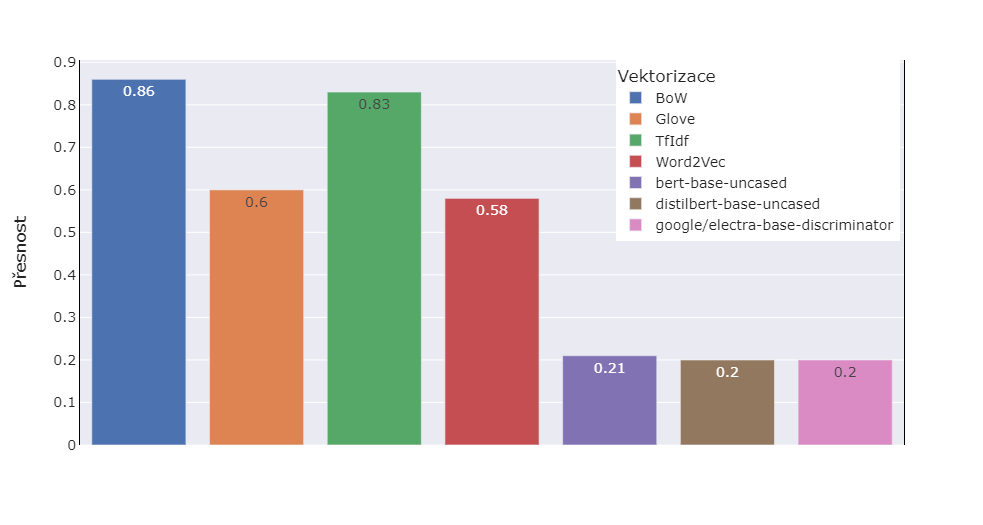 Vektorizace
BoW
Glove
TfIdf
Word2Vec
bert-base-uncased
distilbert-base-uncased
google/electra-base-discriminator
Přesnost
0.9
0.8
0.7
0.6
0.5
0.4
0.3
0.2
0.1
0
0.86
0.6
0.83
0.58
0.21
0.2
0.2